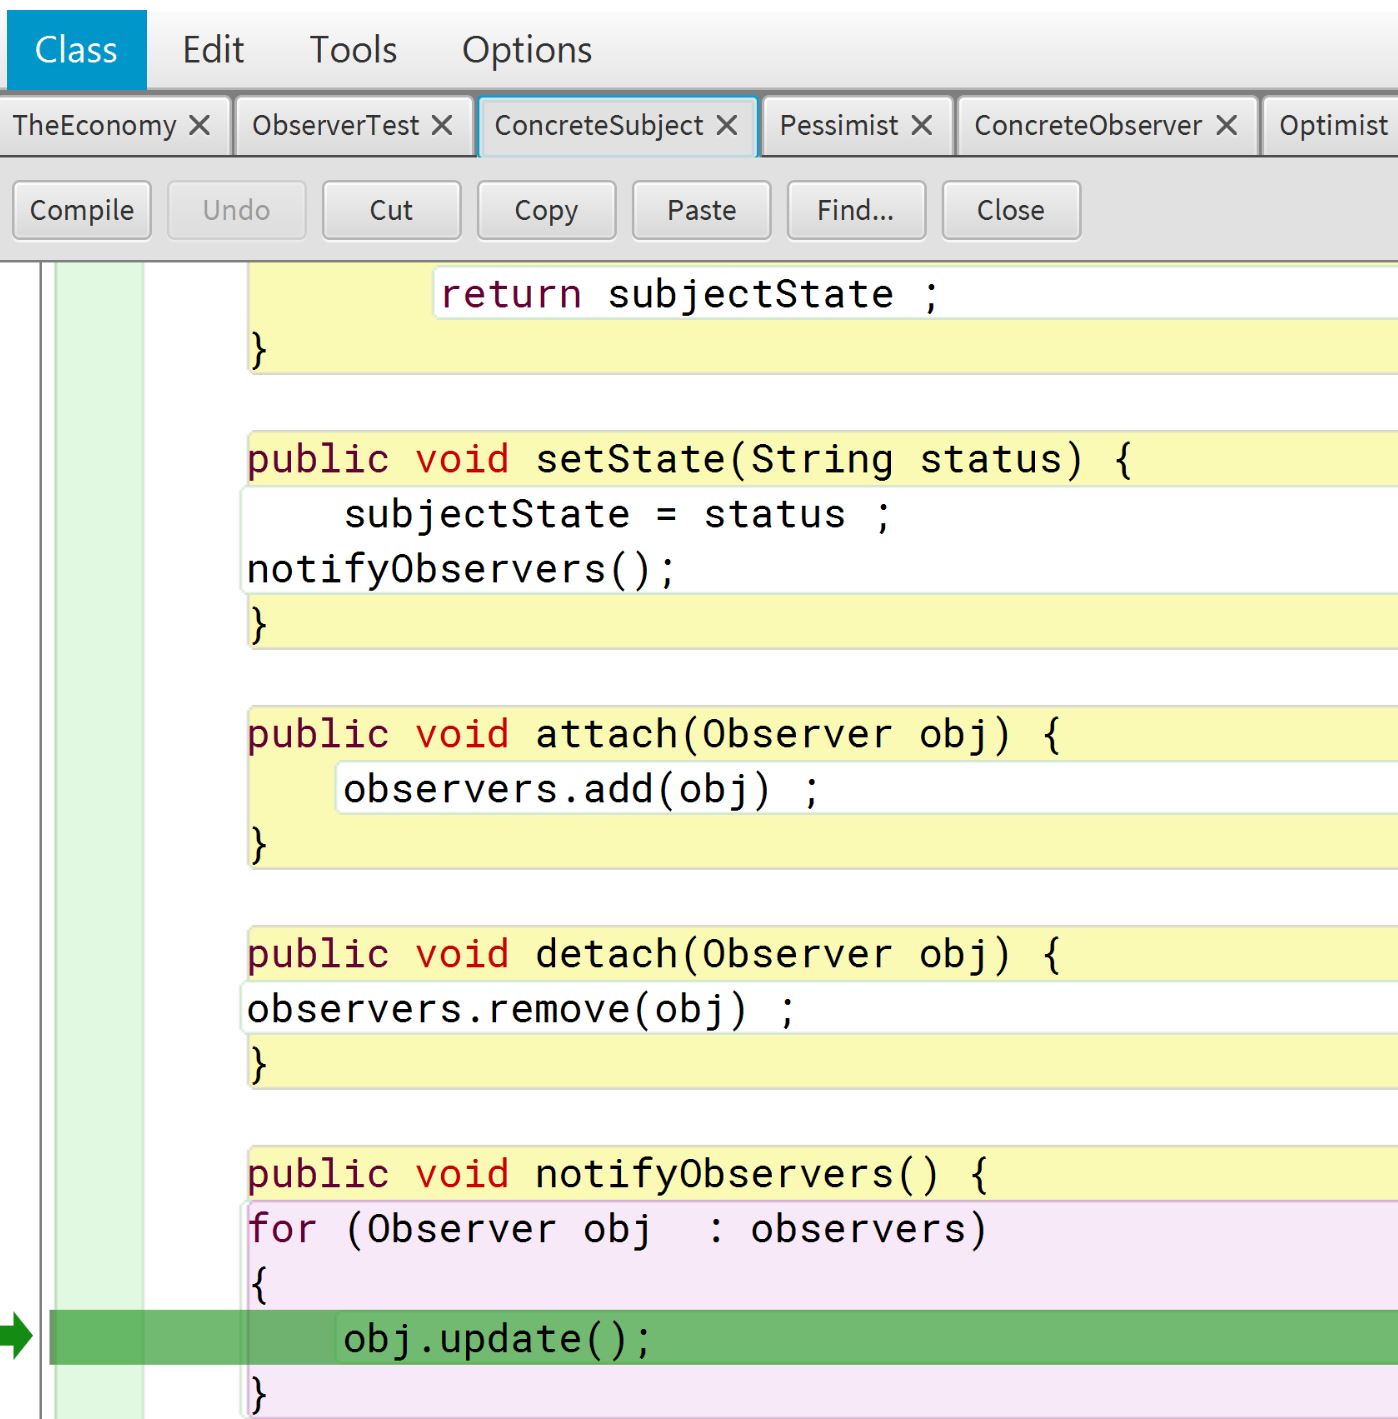 Class Edit Tools Options
TheEconomy ObserverTest ConcreteSubject Pessimist ConcreteObserver Optimist
Compile Undo Cut Copy Paste Find... Close
return subjectState ;
}
public void setState(String status) {
subjectState = status ;
notifyObservers();
}
public void attach(Observer obj) {
observers.add(obj) ;
}
public void detach(Observer obj) {
observers.remove(obj) ;
}
public void notifyObservers() {
for (Observer obj  : observers)
{
obj.update();
}